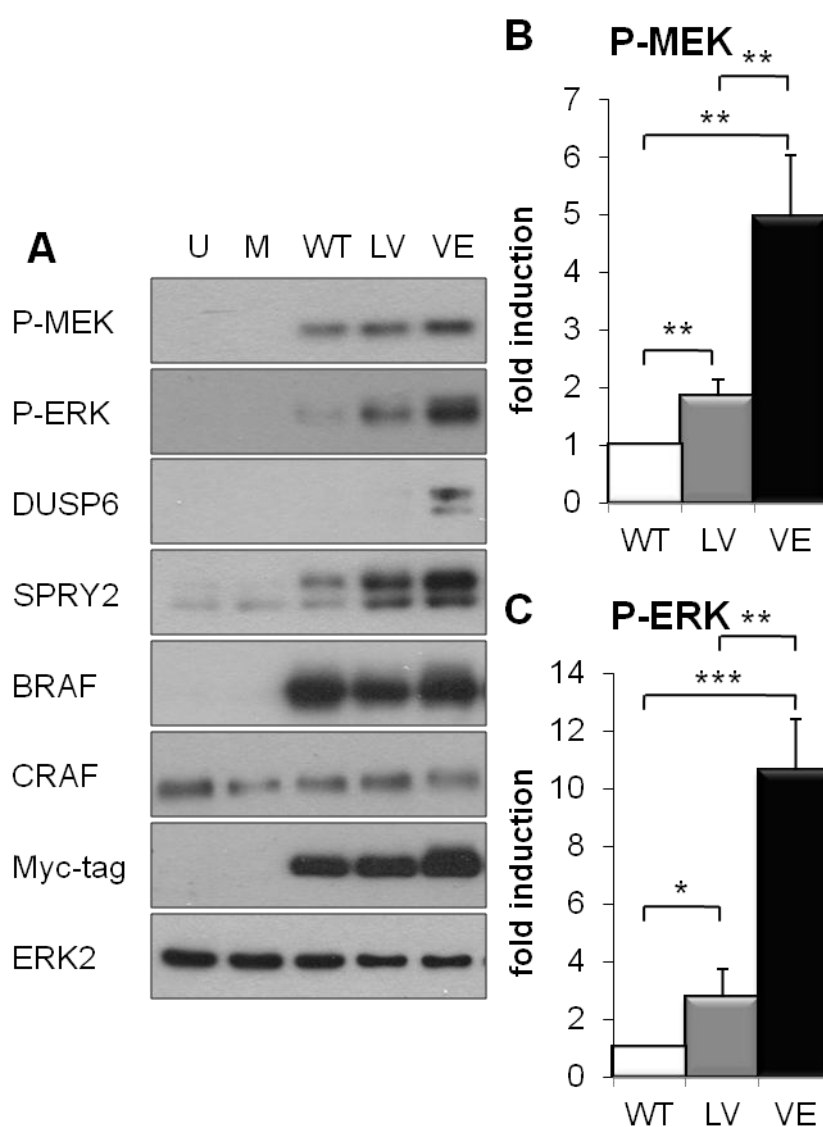 A
U M WT LV VE
P-MEK
P-ERK
DUSP6
SPRY2
BRAF
CRAF
Myc-tag
ERK2
B P-MEK
fold induction
7
6
5
4
3
2
1
0
**
**
**
WT LV VE
C P-ERK
fold induction
14
12
10
8
6
4
2
0
**
***
*
WT LV VE